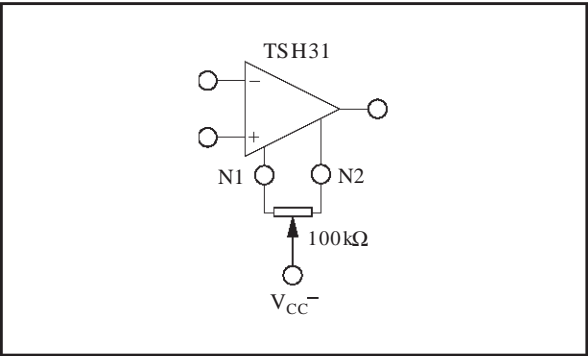 TSH31
−
+
N1 N2
100kΩ
VCC−